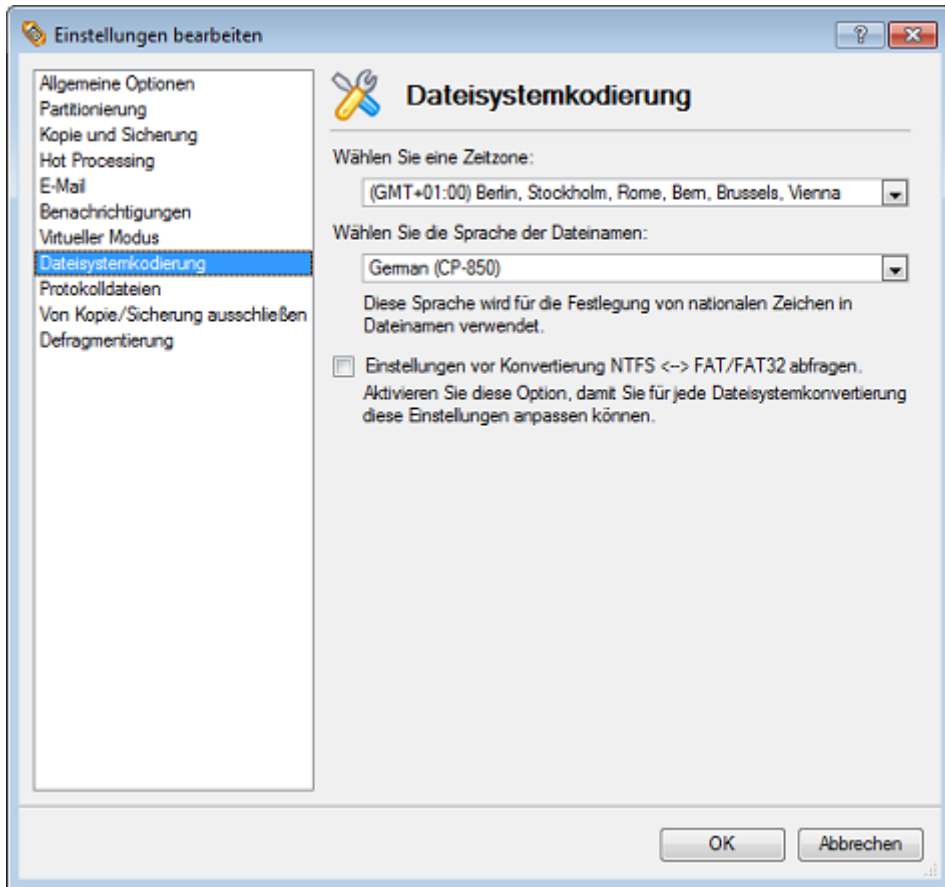 Einstellungen bearbeiten
Allgemeine Optionen
Partitionierung
Kopie und Sicherung
Hot Processing
E-Mail
Benachrichtigungen
Virtueller Modus
Dateisystemkodierung
Protokolldateien
Von Kopie/Sicherung ausschließen
Defragmentierung
Dateisystemkodierung
Wählen Sie eine Zeitzone:
(GMT+01:00) Berlin, Stockholm, Rome, Bern, Brussels, Vienna
Wählen Sie die Sprache der Dateinamen:
German (CP-850)
Diese Sprache wird für die Festlegung von nationalen Zeichen in
Dateinamen verwendet.
Einstellungen vor Konvertierung NTFS <--> FAT/FAT32 abfragen.
Aktivieren Sie diese Option, damit Sie für jede Dateisystemkonvertierung
diese Einstellungen anpassen können.
OK
Abbrechen